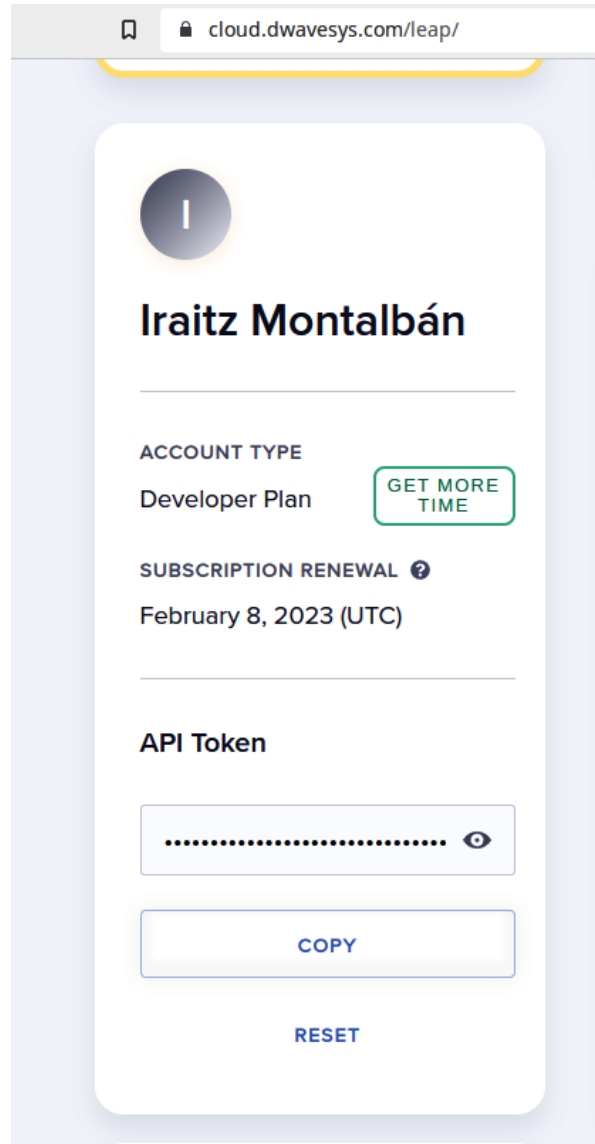 cloud.dwavesys.com/leap/
I
Iraitz Montalbán
ACCOUNT TYPE
Developer Plan
GET MORE
TIME
SUBSCRIPTION RENEWAL ?
February 8, 2023 (UTC)
API Token
•••••••••••••••••••••••••••••••
COPY
RESET